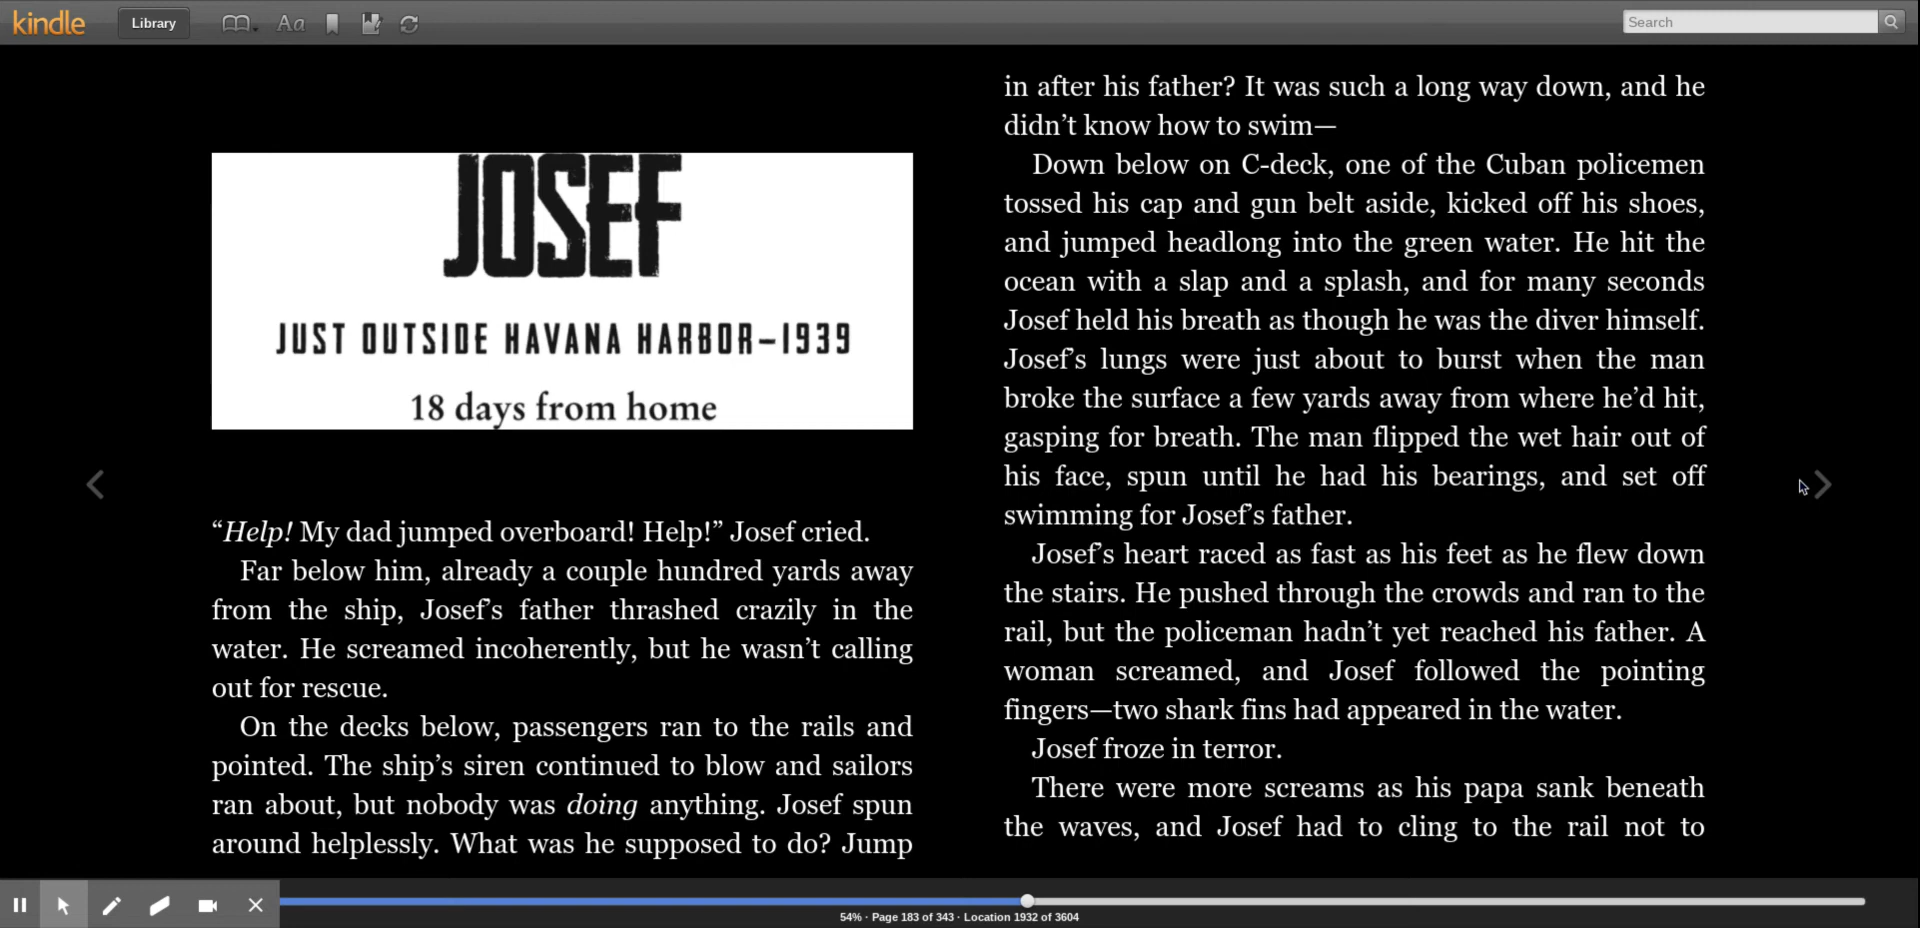 kindle
Library
Aa
Search
JOSEF
JUST OUTSIDE HAVANA HARBOR–1939
18 days from home
“Help! My dad jumped overboard! Help!” Josef cried.
Far below him, already a couple hundred yards away
from the ship, Josef’s father thrashed crazily in the
water. He screamed incoherently, but he wasn’t calling
out for rescue.
On the decks below, passengers ran to the rails and
pointed. The ship’s siren continued to blow and sailors
ran about, but nobody was doing anything. Josef spun
around helplessly. What was he supposed to do? Jump
in after his father? It was such a long way down, and he
didn’t know how to swim—
Down below on C-deck, one of the Cuban policemen
tossed his cap and gun belt aside, kicked off his shoes,
and jumped headlong into the green water. He hit the
ocean with a slap and a splash, and for many seconds
Josef held his breath as though he was the diver himself.
Josef’s lungs were just about to burst when the man
broke the surface a few yards away from where he’d hit,
gasping for breath. The man flipped the wet hair out of
his face, spun until he had his bearings, and set off
swimming for Josef’s father.
Josef’s heart raced as fast as his feet as he flew down
the stairs. He pushed through the crowds and ran to the
rail, but the policeman hadn’t yet reached his father. A
woman screamed, and Josef followed the pointing
fingers—two shark fins had appeared in the water.
Josef froze in terror.
There were more screams as his papa sank beneath
the waves, and Josef had to cling to the rail not to
54% · Page 183 of 343 · Location 1932 of 3604